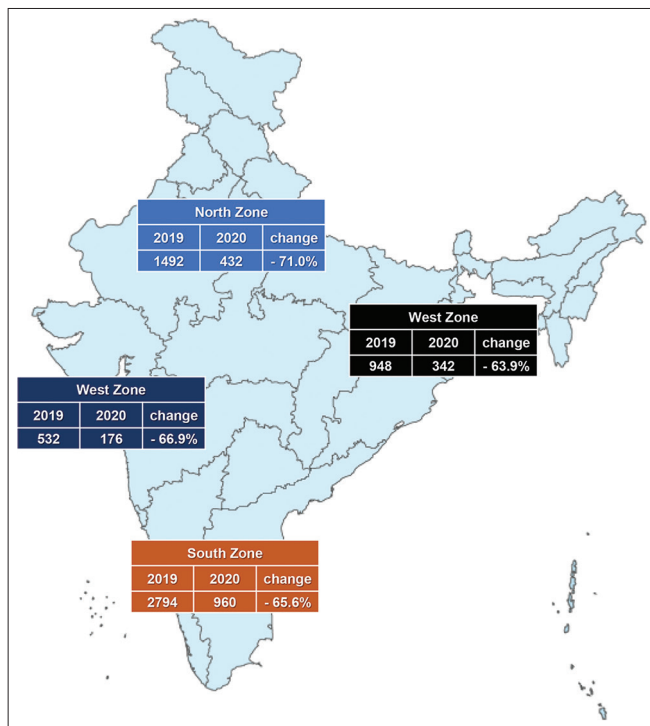 North Zone
2019 2020 change
1492 432 - 71.0%
West Zone
2019 2020 change
948 342 - 63.9%
West Zone
2019 2020 change
532 176 - 66.9%
South Zone
2019 2020 change
2794 960 - 65.6%